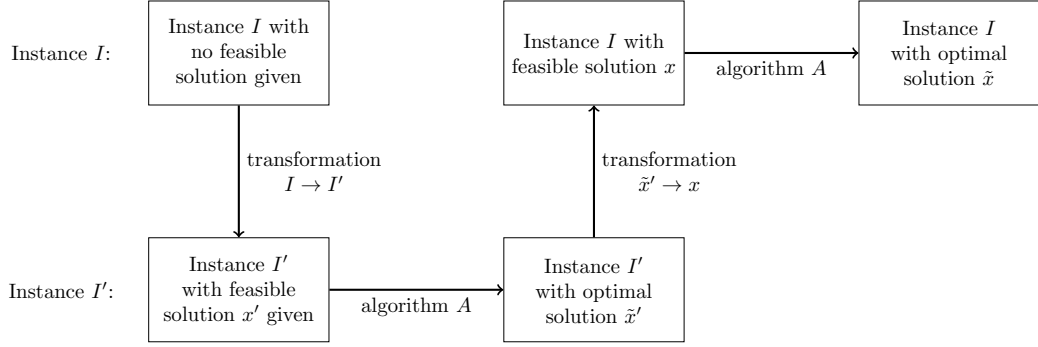 Instance I:
Instance I with
no feasible
solution given
Instance I with
feasible solution x
algorithm A
Instance I
with optimal
solution x̃
transformation
I → I′
transformation
x̃′ → x
Instance I′:
Instance I′
with feasible
solution x′ given
algorithm A
Instance I′
with optimal
solution x̃′